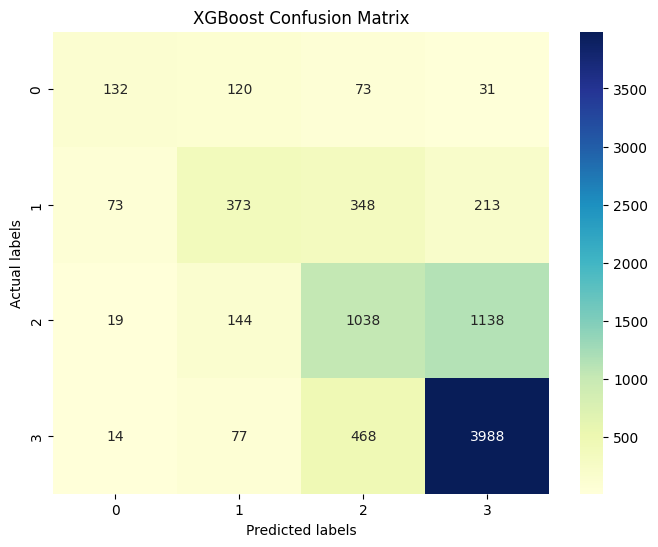 XGBoost Confusion Matrix
Actual labels
0
132 120 73 31
1
73 373 348 213
2
19 144 1038 1138
3
14 77 468 3988
0 1 2 3
Predicted labels
3500
3000
2500
2000
1500
1000
500